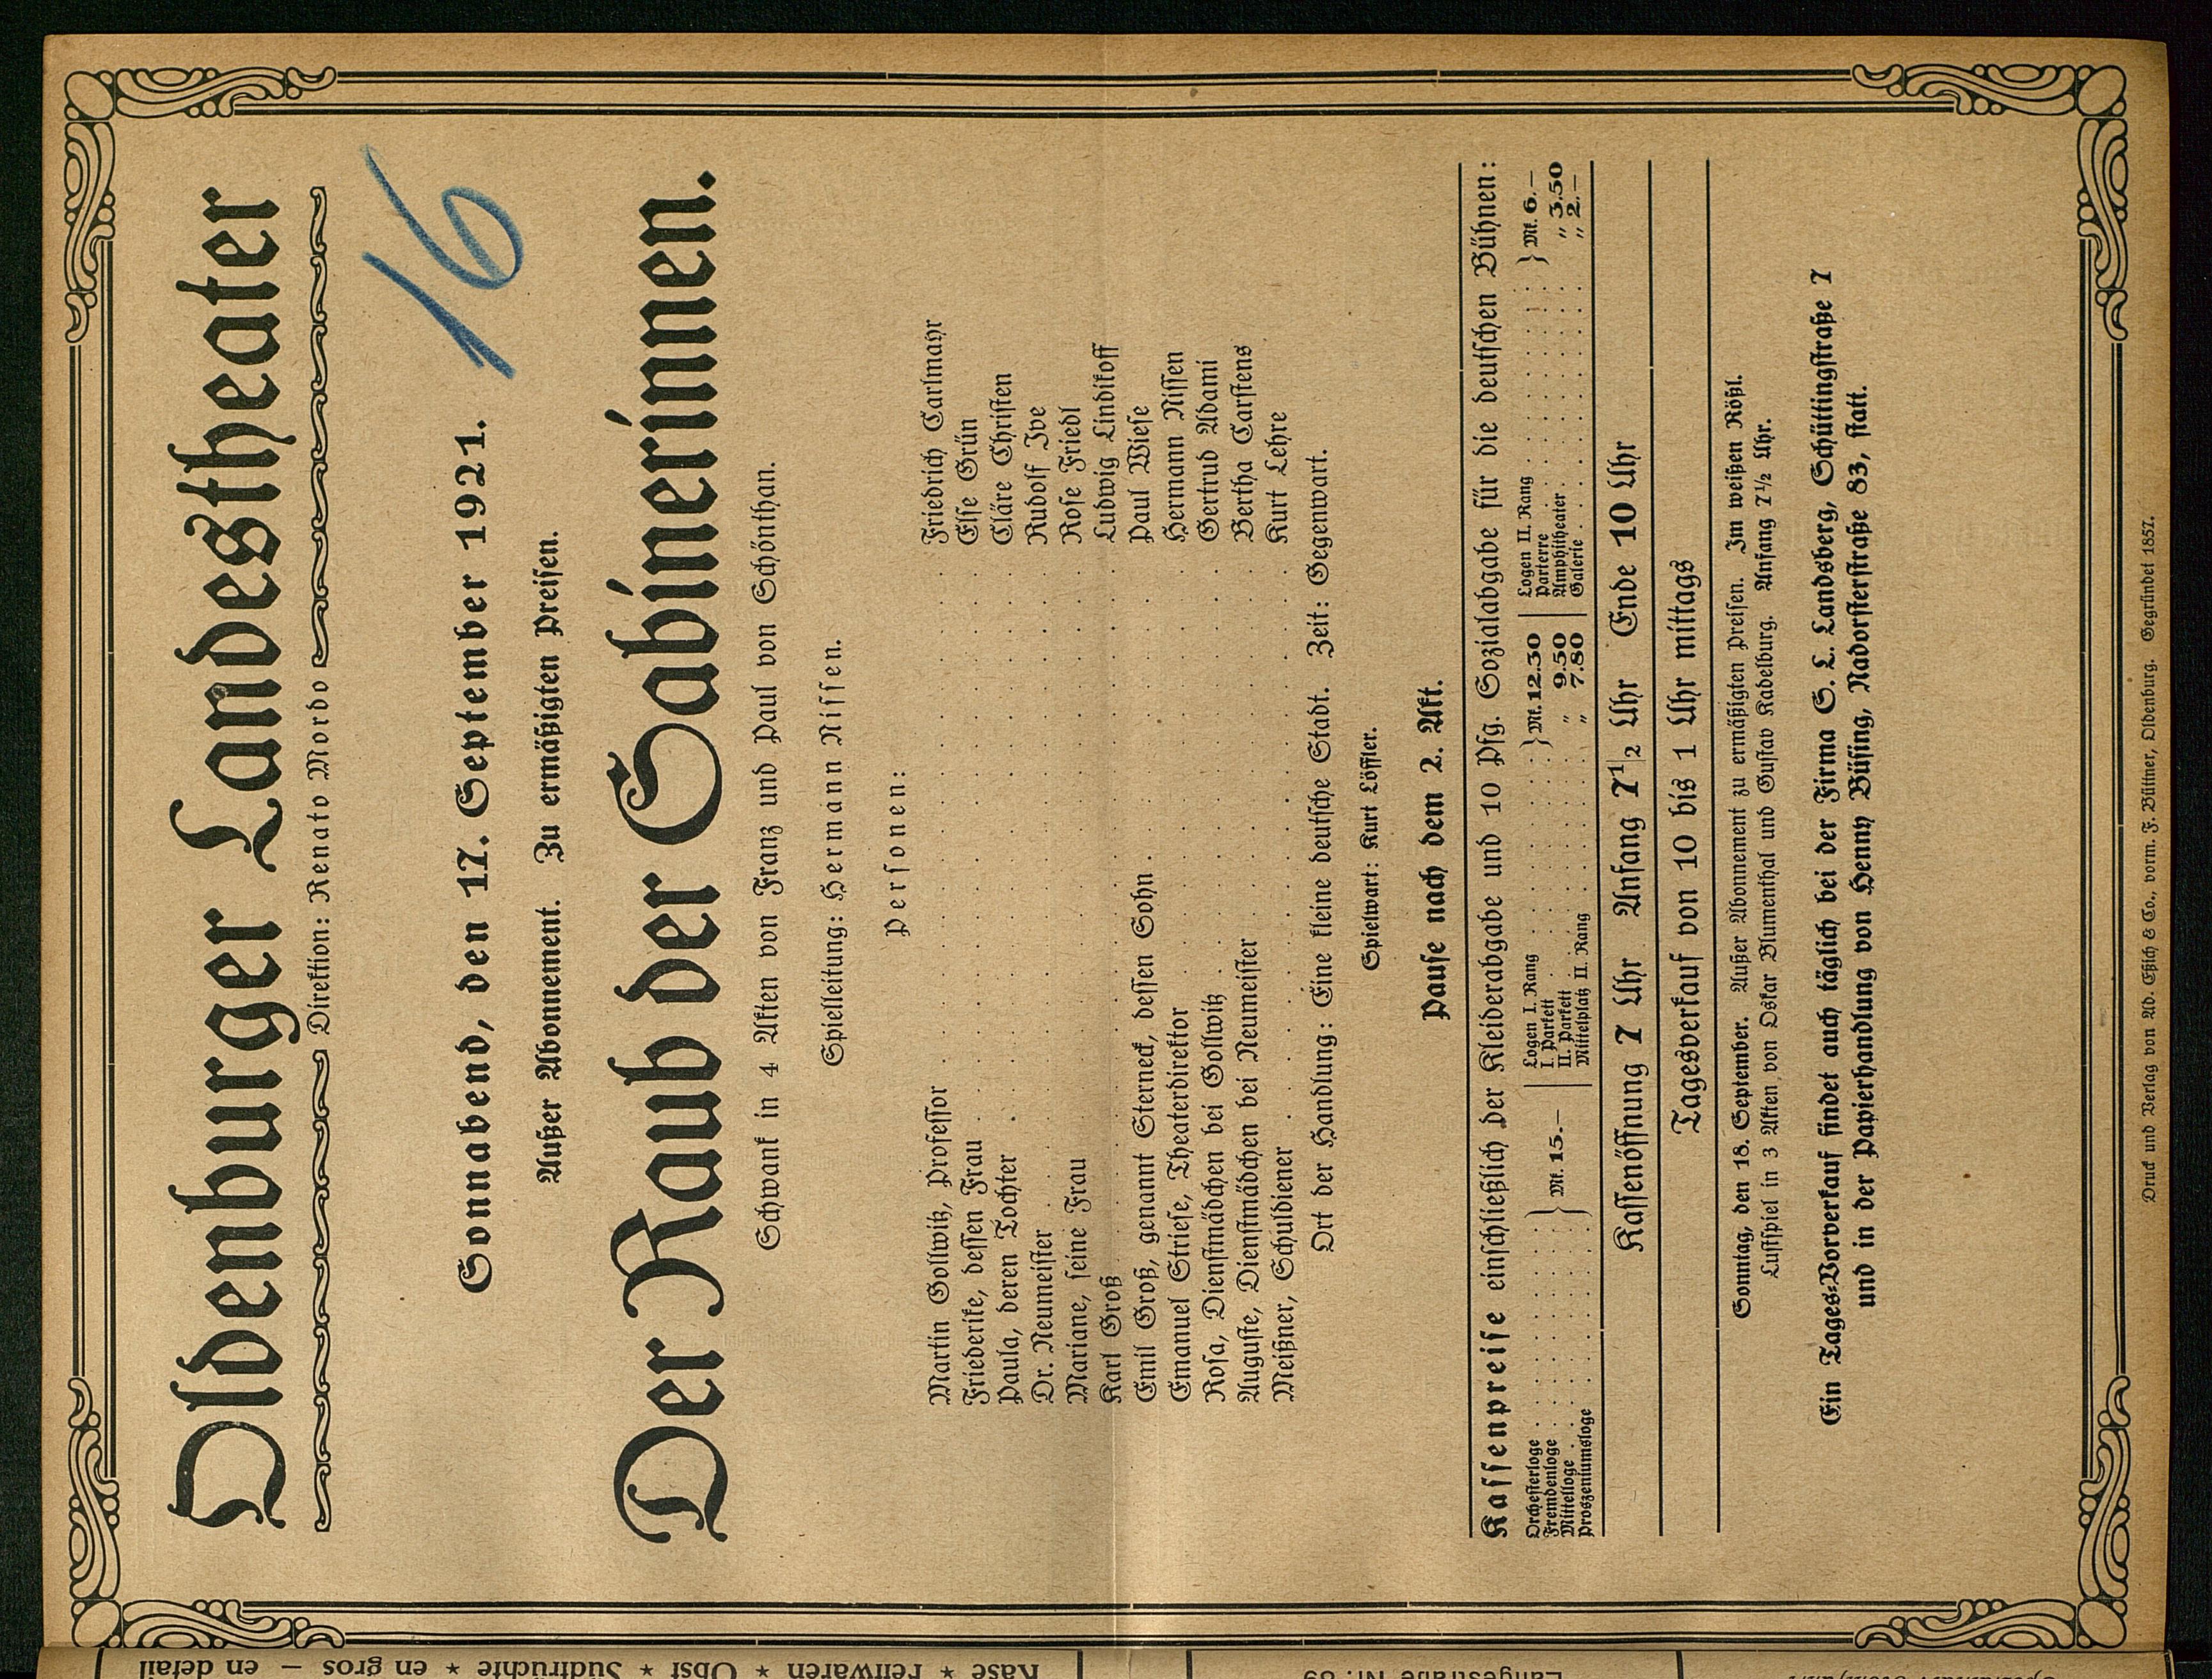 Oldenburger Landestheater
Direktion: Renato Mordo
16
Sonnabend, den 17. September 1921.
Außer Abonnement. Zu ermäßigten Preisen.
Der Raub der Sabinerinnen.
Schwank in 4 Akten von Franz und Paul von Schönthan.
Spielleitung: Hermann Nissen.
Personen:
Martin Gollwitz, Professor . . . . . . . . Friedrich Carlmayr
Friederike, dessen Frau . . . . . . . . Else Grün
Paula, deren Tochter . . . . . . . . Cläre Christen
Dr. Neumeister . . . . . . . . Rudolf Ive
Mariane, seine Frau . . . . . . . . Rose Friedl
Karl Groß . . . . . . . . Ludwig Lindikoff
Emil Groß, genannt Sterneck, dessen Sohn . . . . . Paul Wiese
Emanuel Striese, Theaterdirektor . . . . . . Hermann Nissen
Rosa, Dienstmädchen bei Gollwitz . . . . . . Gertrud Adami
Auguste, Dienstmädchen bei Neumeister . . . . . Bertha Carstens
Meißner, Schuldiener . . . . . . . . Kurt Lehre
Ort der Handlung: Eine kleine deutsche Stadt. Zeit: Gegenwart.
Spielwart: Kurt Löffler.
Pause nach dem 2. Akt.
Kassenpreise einschließlich der Kleiderabgabe und 10 Pfg. Sozialabgabe für die deutschen Bühnen:
Orchesterloge
Fremdenloge
Mittelloge
Proszeniumsloge
} Mk. 15.—
Logen I. Rang
I. Parkett
} Mk. 12.30
II. Parkett . . . . „ 9.50
Mittelplatz II. Rang . . . . „ 7.80
Logen II. Rang
Parterre
} Mk. 6.—
Amphitheater . . . . „ 3.50
Galerie . . . . „ 2.—
Kassenöffnung 7 Uhr Anfang 7½ Uhr Ende 10 Uhr
Tagesverkauf von 10 bis 1 Uhr mittags
Sonntag, den 18. September. Außer Abonnement zu ermäßigten Preisen. Im weißen Rößl.
Lustspiel in 3 Akten von Oskar Blumenthal und Gustav Kadelburg. Anfang 7½ Uhr.
Ein Tages-Vorverkauf findet auch täglich bei der Firma S. L. Landsberg, Schüttingstraße 7
und in der Papierhandlung von Henny Büsing, Nadorsterstraße 83, statt.
Druck und Verlag von Ad. Eßich & Co., vorm. F. Büttner, Oldenburg. Gegründet 1857.
Käse ★ Fettwaren ★ Obst ★ Südfrüchte ★ en gros — en detail
Langestraße Nr. 89